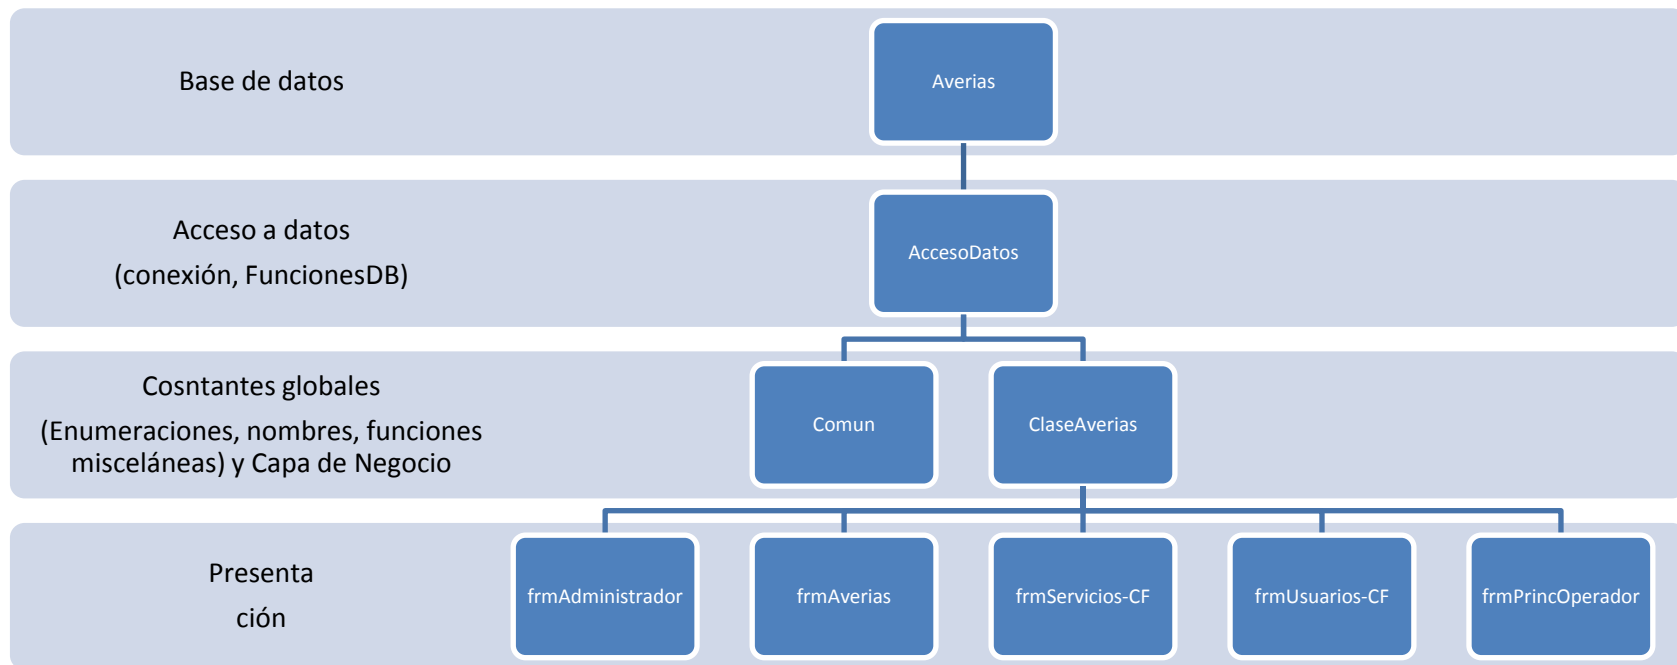 Base de datos
Averias
Acceso a datos
(conexión, FuncionesDB)
AccesoDatos
Cosntantes globales
(Enumeraciones, nombres, funciones
misceláneas) y Capa de Negocio
Comun
ClaseAverias
Presenta
ción
frmAdministrador
frmAverias
frmServicios-CF
frmUsuarios-CF
frmPrincOperador